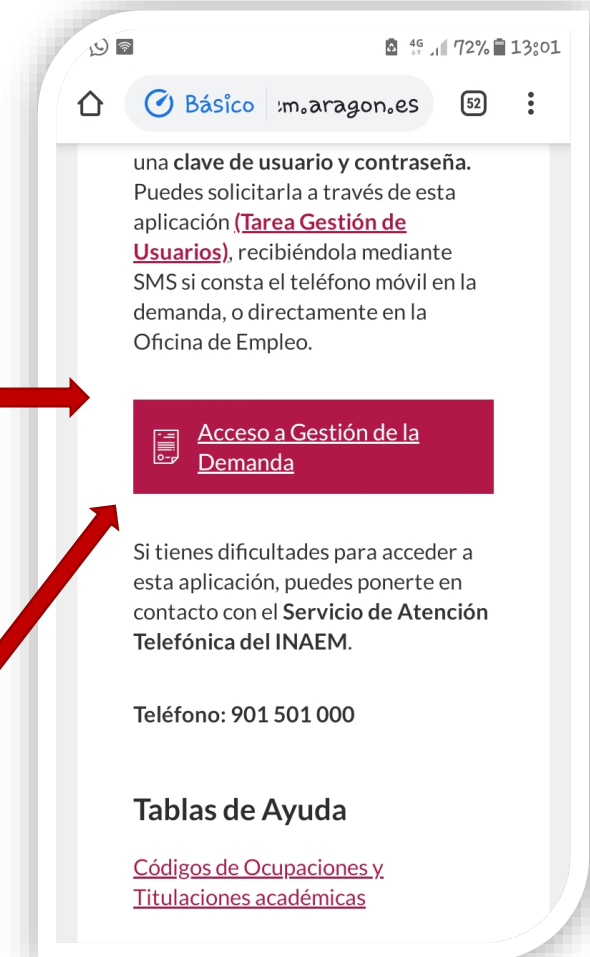 4G 72% 13:01
Básico :m.aragon.es 52
una clave de usuario y contraseña.
Puedes solicitarla a través de esta
aplicación (Tarea Gestión de
Usuarios), recibiéndola mediante
SMS si consta el teléfono móvil en la
demanda, o directamente en la
Oficina de Empleo.
Acceso a Gestión de la
Demanda
Si tienes dificultades para acceder a
esta aplicación, puedes ponerte en
contacto con el Servicio de Atención
Telefónica del INAEM.
Teléfono: 901 501 000
Tablas de Ayuda
Códigos de Ocupaciones y
Titulaciones académicas